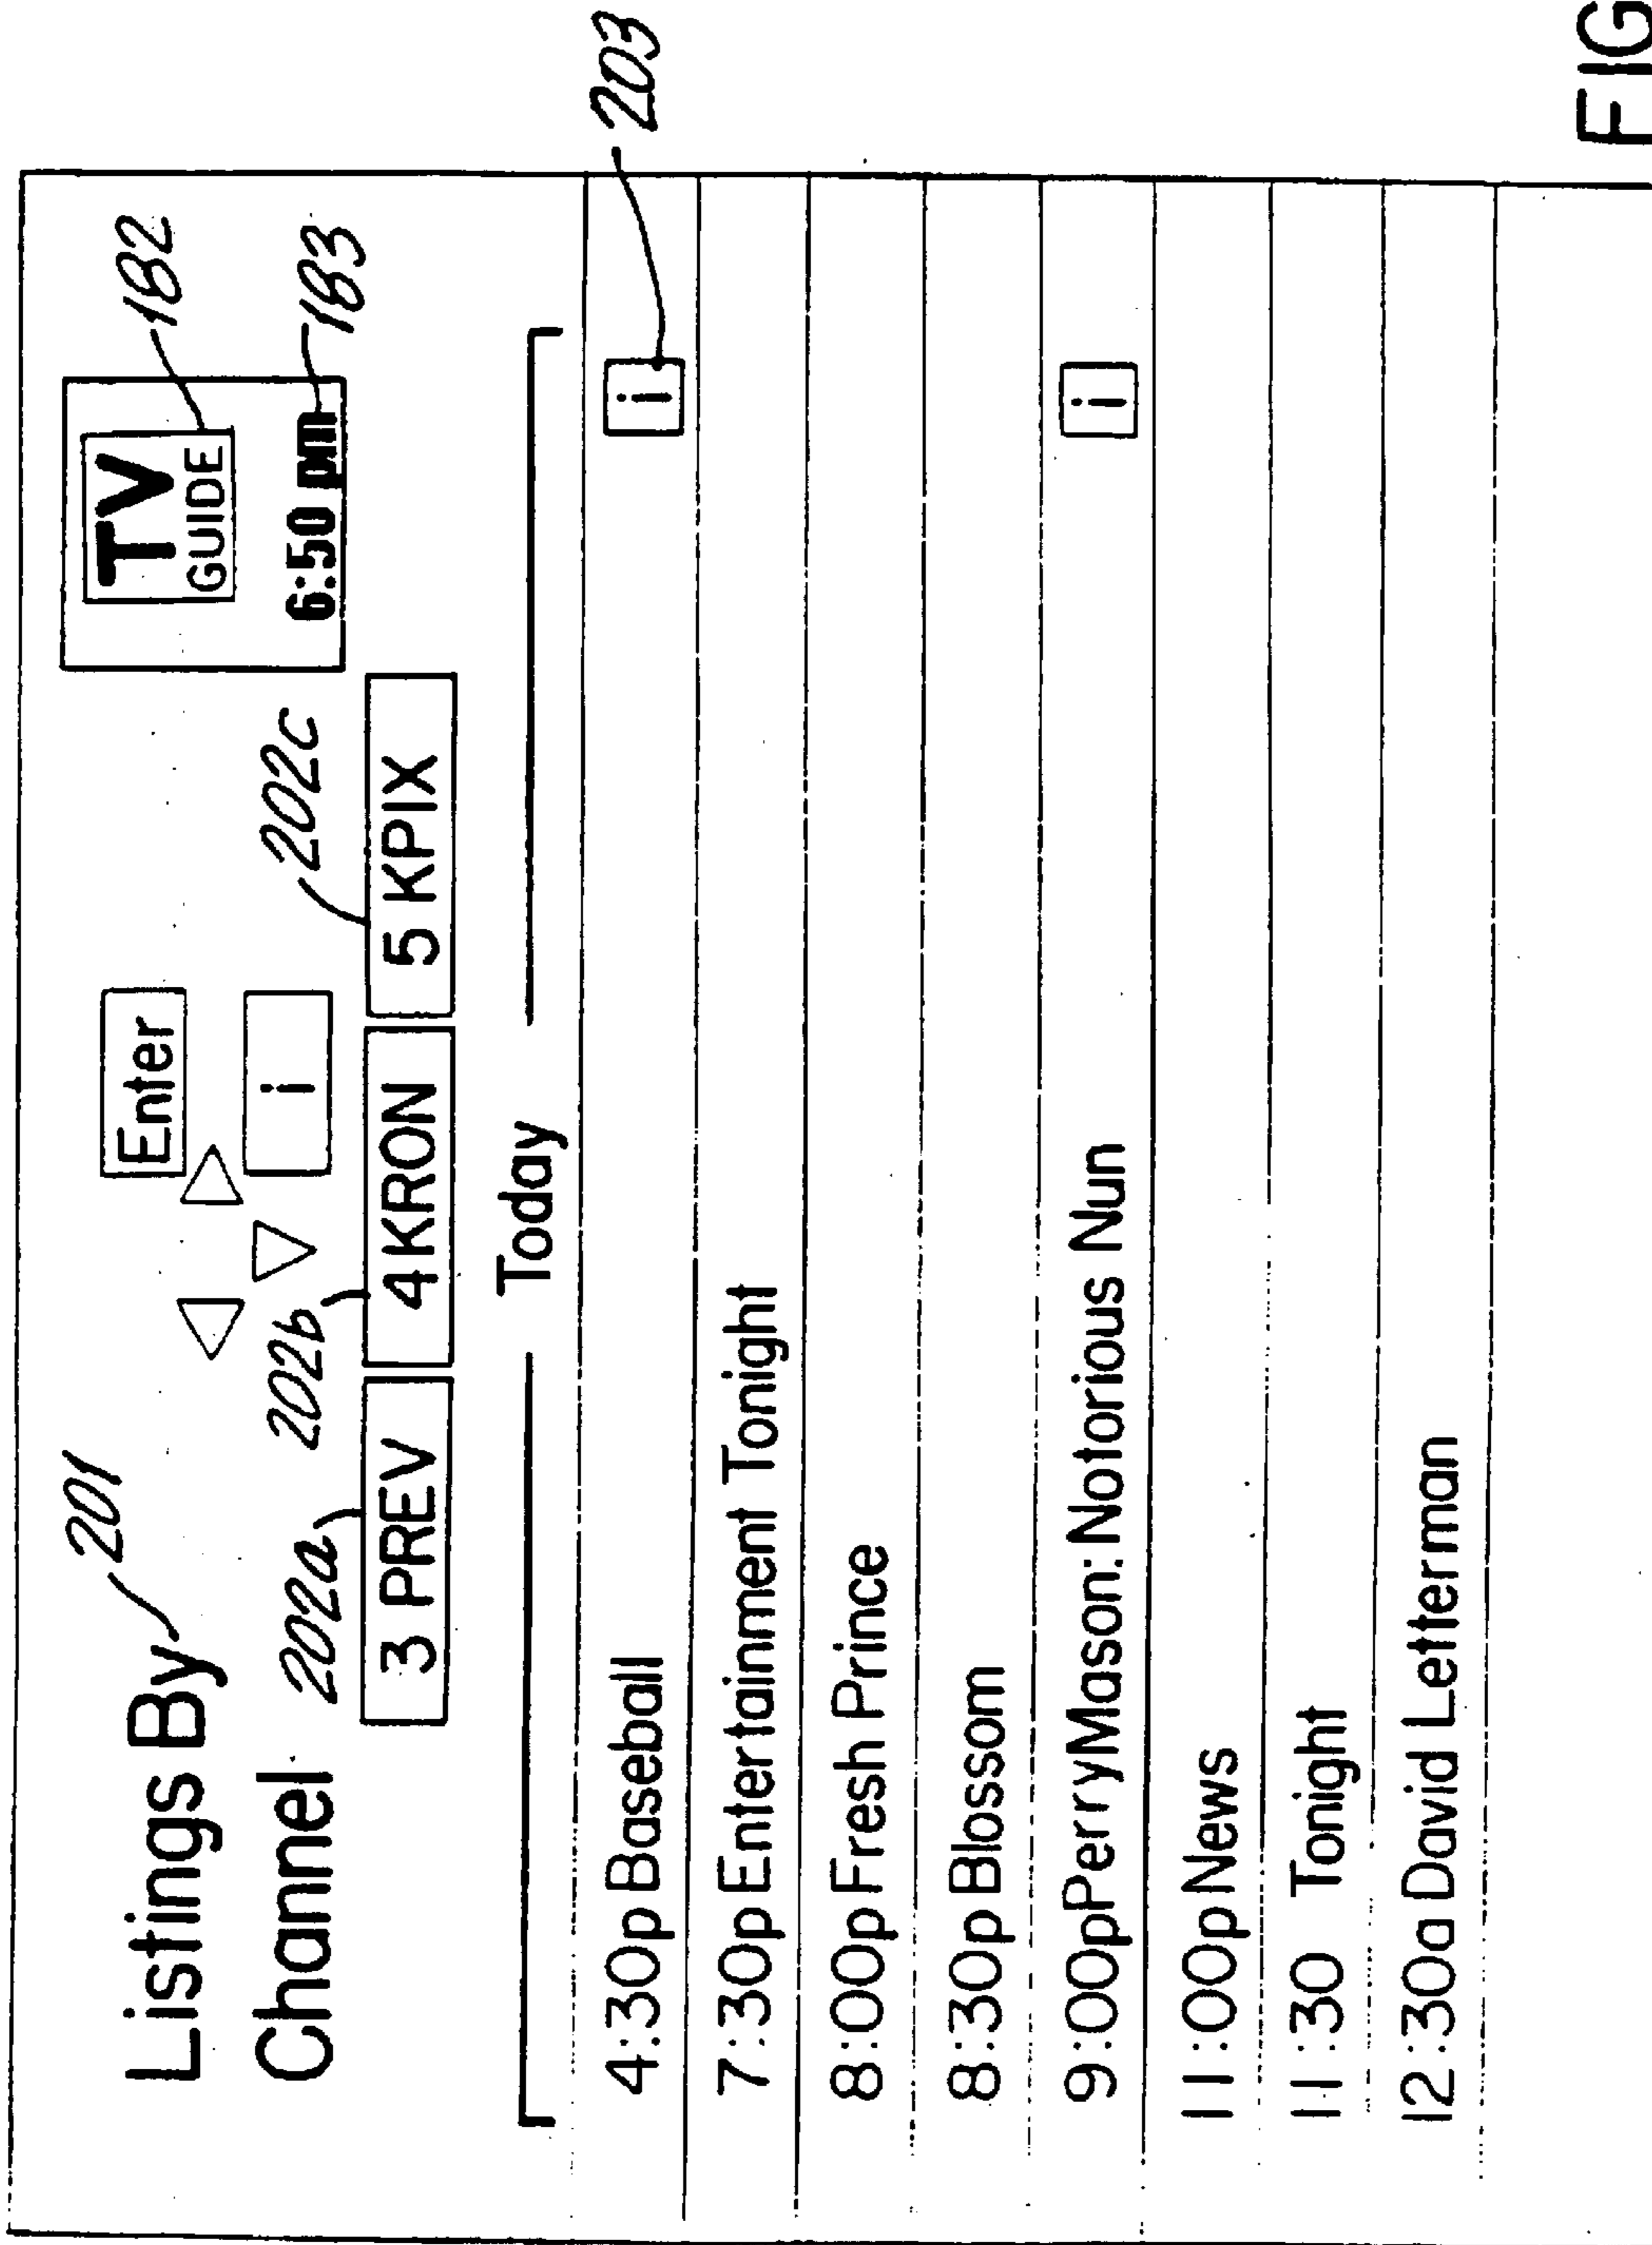 Listings By
201
Channel
Enter
i
TV
GUIDE
182
6:50 pm
183
202a
202b
202c
3 PREV
4 KRON
5 KPIX
Today
4:30p Baseball
i
203
7:30p Entertainment Tonight
8:00p Fresh Prince
8:30p Blossom
9:00p Perry Mason: Notorious Nun
i
11:00p News
11:30 Tonight
12:30a David Letterman
FIG